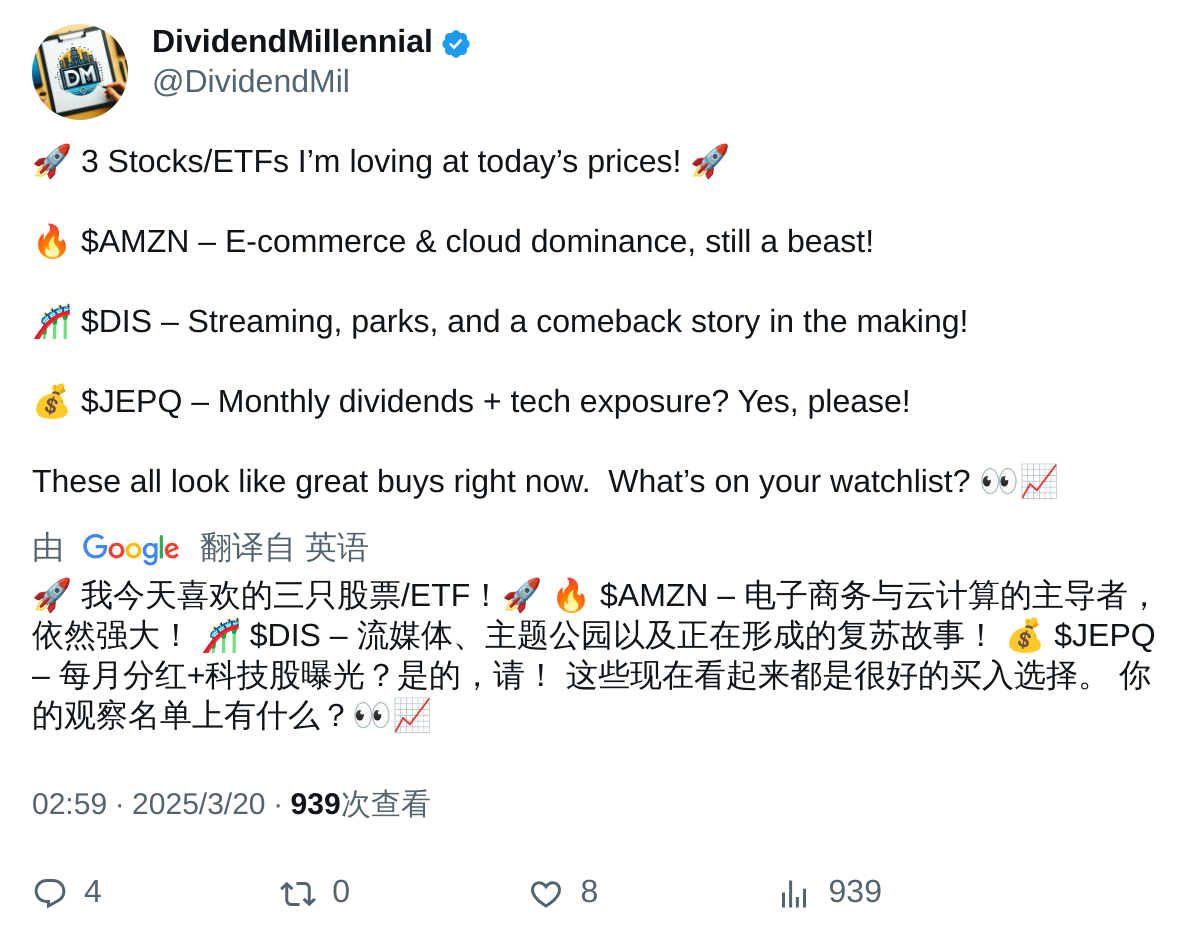 DM
DividendMillennial
@DividendMil
🚀 3 Stocks/ETFs I’m loving at today’s prices! 🚀
🔥 $AMZN – E-commerce & cloud dominance, still a beast!
🎢 $DIS – Streaming, parks, and a comeback story in the making!
💰 $JEPQ – Monthly dividends + tech exposure? Yes, please!
These all look like great buys right now.  What’s on your watchlist? 👀📈
由 Google 翻译自 英语
🚀 我今天喜欢的三只股票/ETF！🚀 🔥 $AMZN – 电子商务与云计算的主导者，
依然强大！ 🎢 $DIS – 流媒体、主题公园以及正在形成的复苏故事！ 💰 $JEPQ
– 每月分红+科技股曝光？是的，请！ 这些现在看起来都是很好的买入选择。 你
的观察名单上有什么？👀📈
02:59 · 2025/3/20 · 939次查看
4 0 8 939